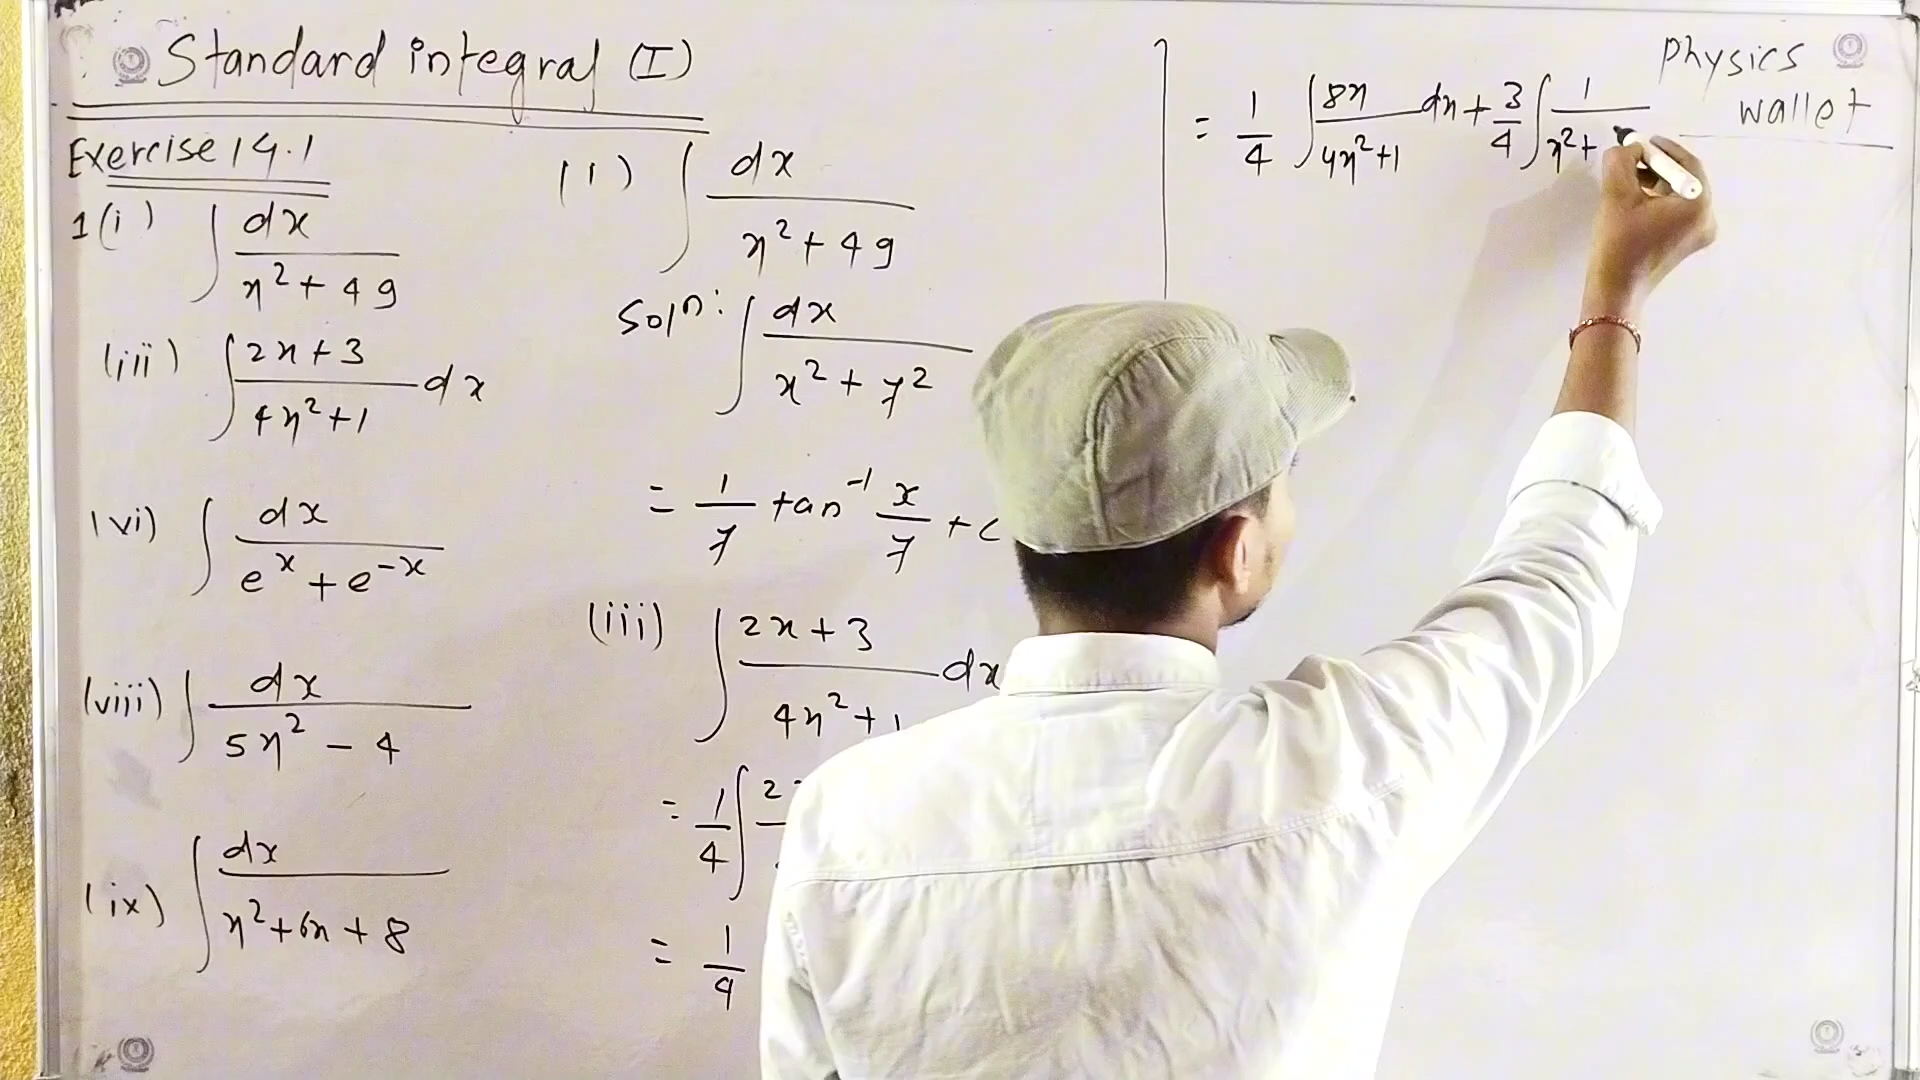 Standard integral (I)
Exercise 14.1
1(i) ∫ dx / x² + 49
(iii) ∫ 2x + 3 / 4x² + 1 dx
(vi) ∫ dx / eˣ + e⁻ˣ
(viii) ∫ dx / 5x² - 4
(ix) ∫ dx / x² + 6x + 8
(i) ∫ dx / x² + 49
Solⁿ: ∫ dx / x² + 7²
= 1/7 tan⁻¹ x/7 + c
(iii) ∫ 2x + 3 / 4x² + 1 dx
= 1/4 ∫ 2
= 1/4
= 1/4 ∫ 8x / 4x² + 1 dx + 3/4 ∫ 1 / x² +
Physics
wallet